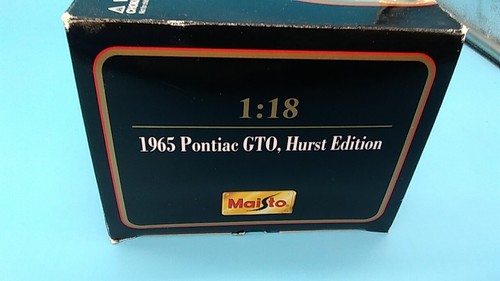 1:18
1965 Pontiac GTO, Hurst Edition
Maisto